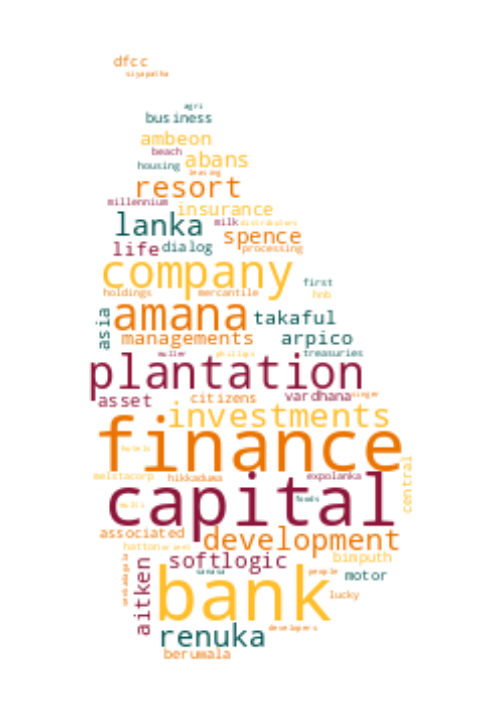 dfcc
siyapatha
agri
business
ambeon
beach abans
housing
leasing
resort
millennium insurance
lanka milk distributors
spence
life dialog processing
company first
holdings mercantile hnb
asia amana takaful
managements arpico
muller phillips treasuries
plantation
asset citizens vardhana singer
investments
finance
hotels
melstacorp hikkaduwa expolanka central
capital
foods
associated development
hatton
softlogic bimputh
aitken sanasa people motor
bank lucky
renuka developers
beruwala